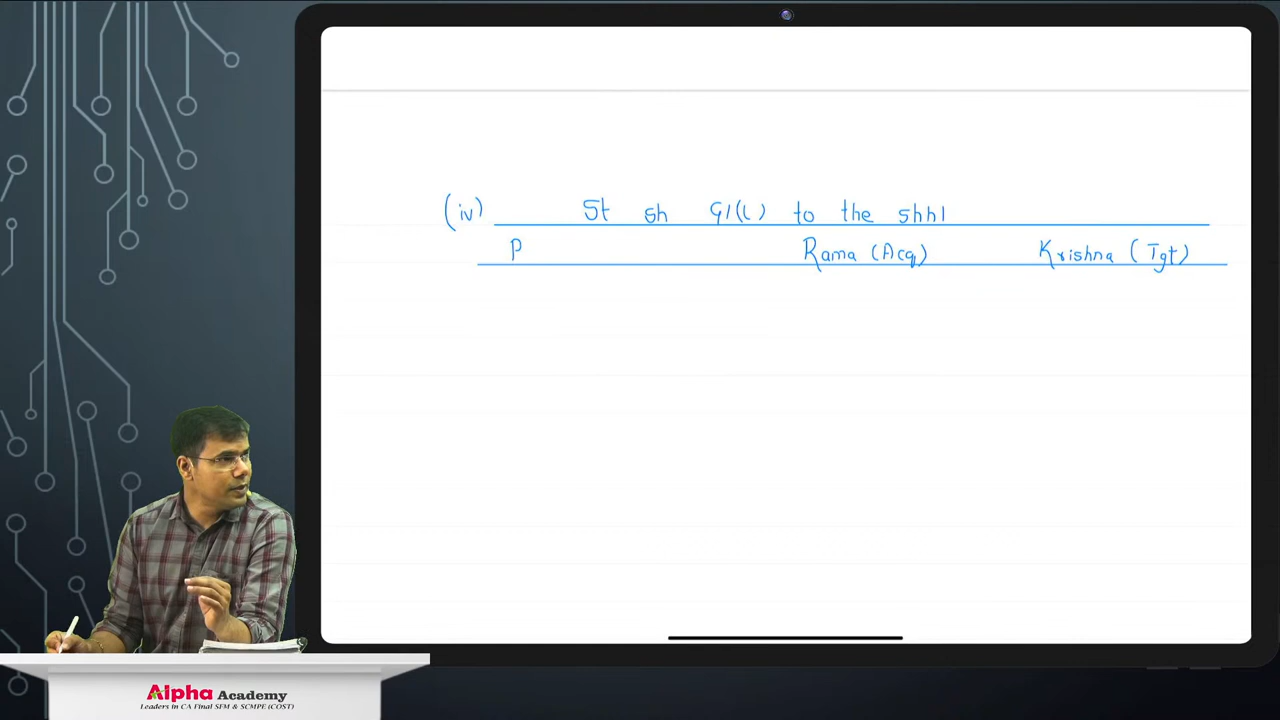 (iv) St sh G/(L) to the shhl
P Rama (Acq) Krishna (Tgt)
Alpha Academy
Leaders in CA Final SFM & SCMPE (COST)